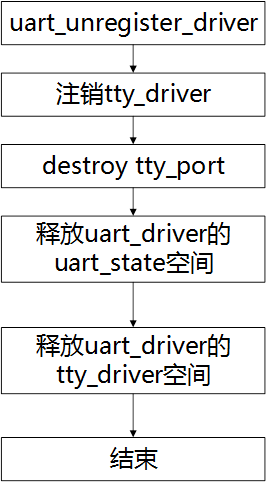 uart_unregister_driver
注销tty_driver
destroy tty_port
释放uart_driver的
uart_state空间
释放uart_driver的
tty_driver空间
结束